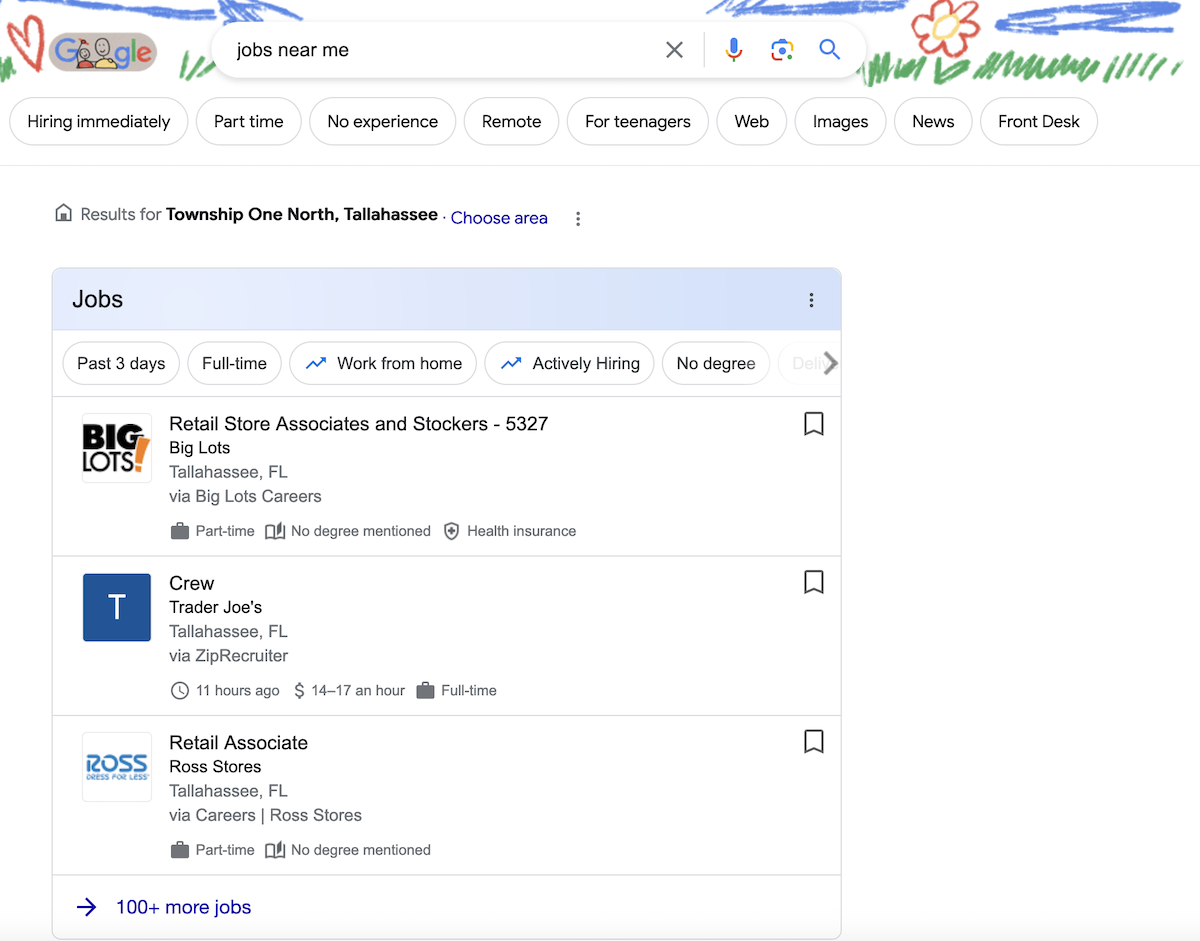 Google
jobs near me
Hiring immediately
Part time
No experience
Remote
For teenagers
Web
Images
News
Front Desk
Results for Township One North, Tallahassee · Choose area
Jobs
Past 3 days
Full-time
Work from home
Actively Hiring
No degree
BIG
LOTS!
Retail Store Associates and Stockers - 5327
Big Lots
Tallahassee, FL
via Big Lots Careers
Part-time
No degree mentioned
Health insurance
T
Crew
Trader Joe's
Tallahassee, FL
via ZipRecruiter
11 hours ago
$ 14–17 an hour
Full-time
ROSS
DRESS FOR LESS
Retail Associate
Ross Stores
Tallahassee, FL
via Careers | Ross Stores
Part-time
No degree mentioned
100+ more jobs